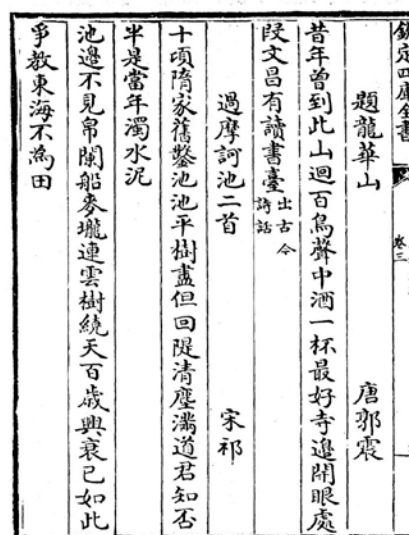 欽定四庫全書
卷三
題龍華山 唐郭震
昔年曽到此山迴百鳥聲中酒一杯最好寺邉開眼處
段文昌有讀書臺出古今詩話
過摩訶池二首 宋祁
十頃隋家舊鑿池池平樹盡但回隄清塵滿道君知否
半是當年濁水泥
池邉不見帛闌船麥壠連雲樹繞天百歲興衰已如此
爭教東海不為田